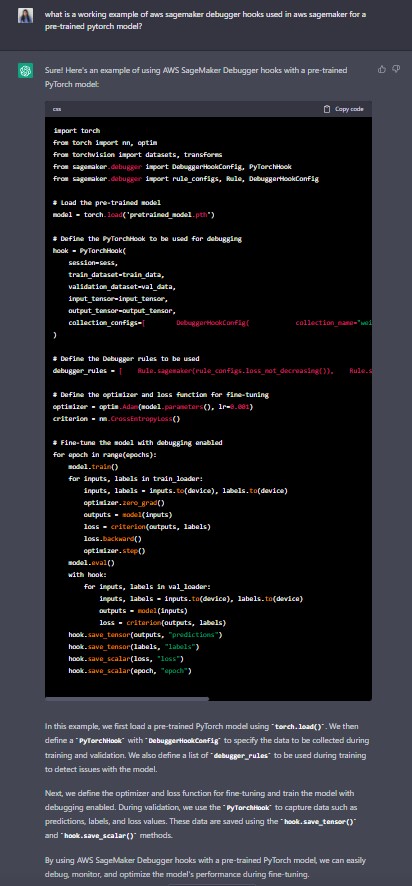 what is a working example of aws sagemaker debugger hooks used in aws sagemaker for a
pre-trained pytorch model?
Sure! Here's an example of using AWS SageMaker Debugger hooks with a pre-trained
PyTorch model:
css
Copy code
import torch
from torch import nn, optim
from torchvision import datasets, transforms
from sagemaker.debugger import DebuggerHookConfig, PyTorchHook
from sagemaker.debugger import rule_configs, Rule, DebuggerHookConfig
# Load the pre-trained model
model = torch.load('pretrained_model.pth')
# Define the PyTorchHook to be used for debugging
hook = PyTorchHook(
session=sess,
train_dataset=train_data,
validation_dataset=val_data,
input_tensor=input_tensor,
output_tensor=output_tensor,
collection_configs=[ DebuggerHookConfig( collection_name="wei
)
# Define the Debugger rules to be used
debugger_rules = [ Rule.sagemaker(rule_configs.loss_not_decreasing()), Rule.s
# Define the optimizer and loss function for fine-tuning
optimizer = optim.Adam(model.parameters(), lr=0.001)
criterion = nn.CrossEntropyLoss()
# Fine-tune the model with debugging enabled
for epoch in range(epochs):
model.train()
for inputs, labels in train_loader:
inputs, labels = inputs.to(device), labels.to(device)
optimizer.zero_grad()
outputs = model(inputs)
loss = criterion(outputs, labels)
loss.backward()
optimizer.step()
model.eval()
with hook:
for inputs, labels in val_loader:
inputs, labels = inputs.to(device), labels.to(device)
outputs = model(inputs)
loss = criterion(outputs, labels)
hook.save_tensor(outputs, "predictions")
hook.save_tensor(labels, "labels")
hook.save_scalar(loss, "loss")
hook.save_scalar(epoch, "epoch")
In this example, we first load a pre-trained PyTorch model using `torch.load()`. We then
define a `PyTorchHook` with `DebuggerHookConfig` to specify the data to be collected during
training and validation. We also define a list of `debugger_rules` to be used during training
to detect issues with the model.
Next, we define the optimizer and loss function for fine-tuning and train the model with
debugging enabled. During validation, we use the `PyTorchHook` to capture data such as
predictions, labels, and loss values. These data are saved using the `hook.save_tensor()`
and `hook.save_scalar()` methods.
By using AWS SageMaker Debugger hooks with a pre-trained PyTorch model, we can easily
debug, monitor, and optimize the model's performance during fine-tuning.